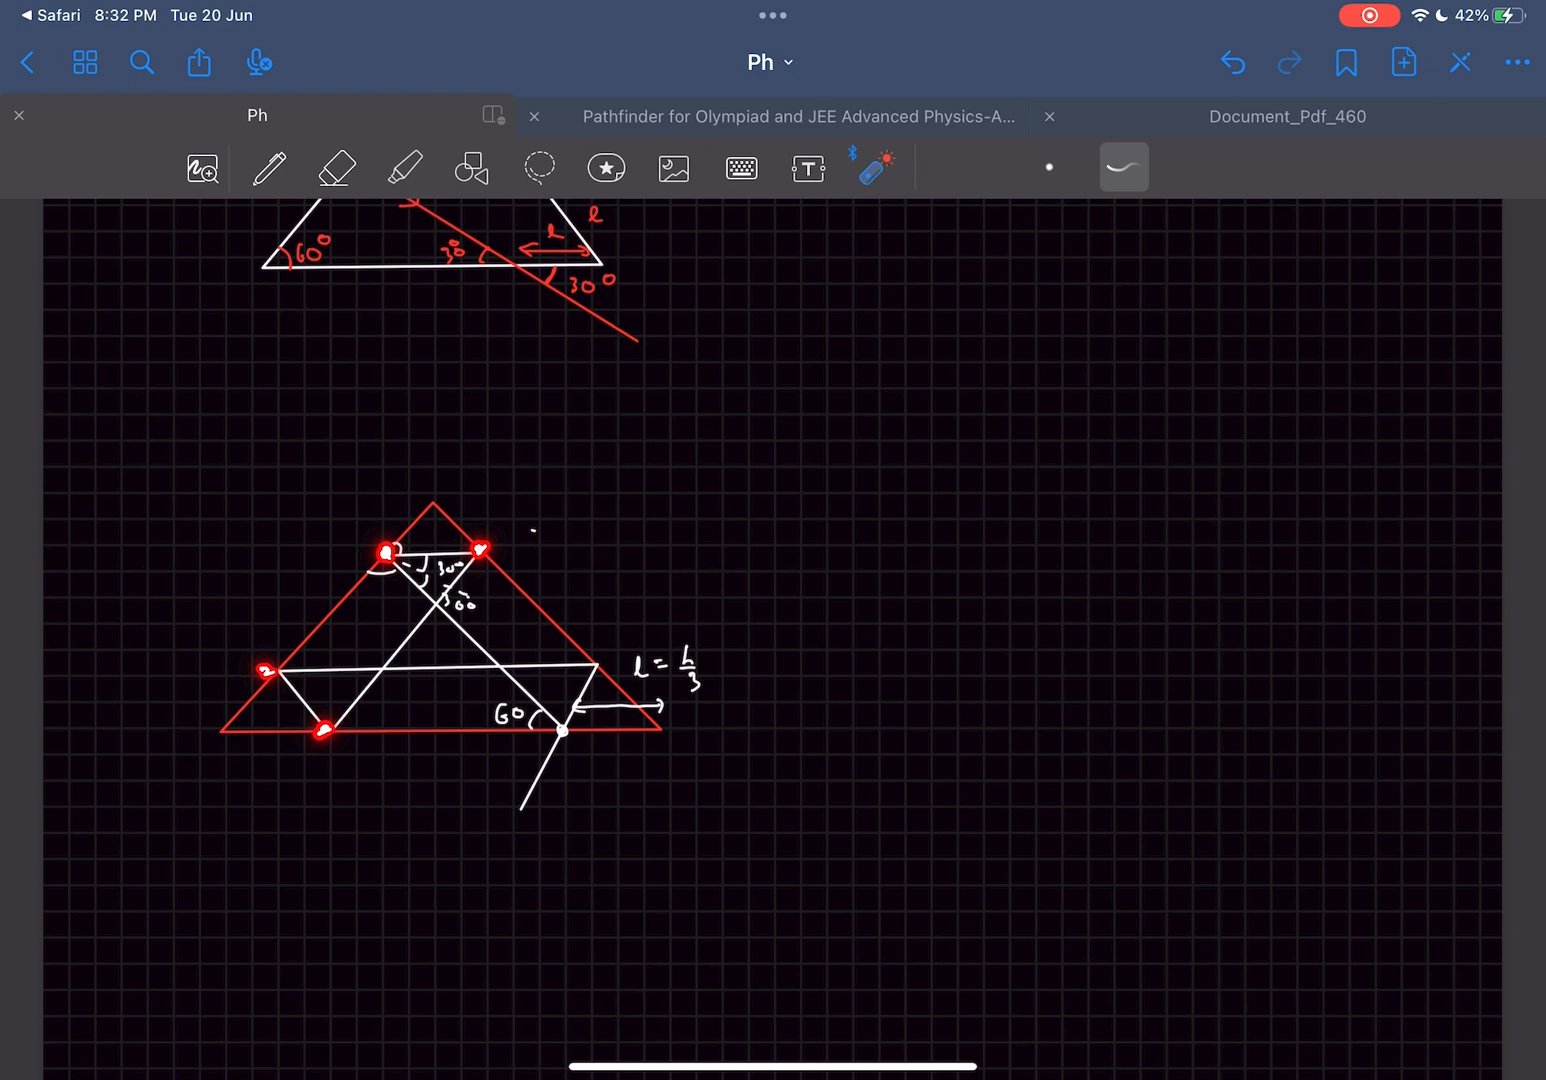 Safari 8:32 PM Tue 20 Jun
42%
Ph
Ph
Pathfinder for Olympiad and JEE Advanced Physics-A...
Document_Pdf_460
T
l
60°
30
l
30°
30
30
l = L/3
60